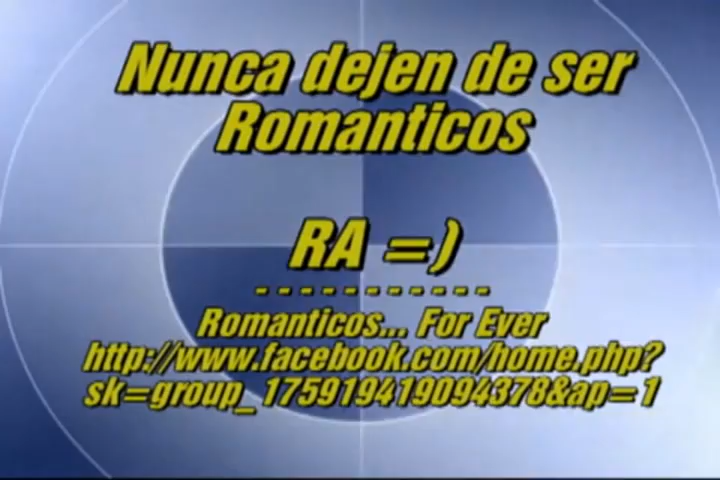 Nunca dejen de ser
Romanticos
RA =)
- - - - - - - - - - -
Romanticos... For Ever
http://www.facebook.com/home.php?
sk=group_175919419094378&ap=1